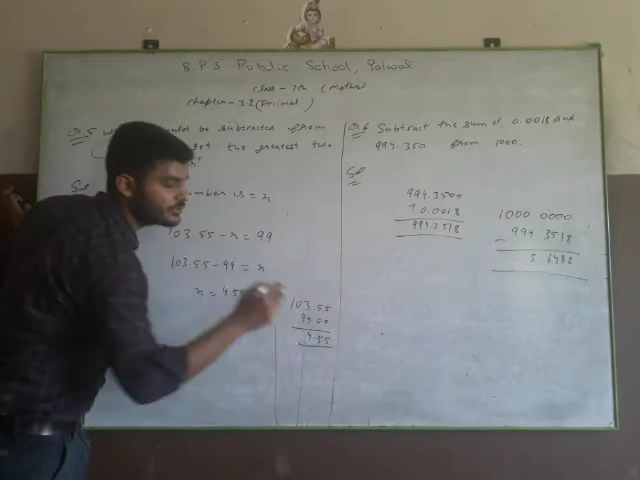 B.P.S Public School, Palwal
Class - 7th (Maths)
Chapter - 3.2 (Decimal)
Q.5 should be subtracted from
get the greatest two
Sol number is = x
103.55 - x = 99
103.55 - 99 = x
x = 4.55
103.55
99.00
4.55
Q.6 Subtract the sum of 0.0018 and
994.350 from 1000.
Sol
994.3500
+ 0.0018
994.3518
1000 0000
- 994 3518
5 6482